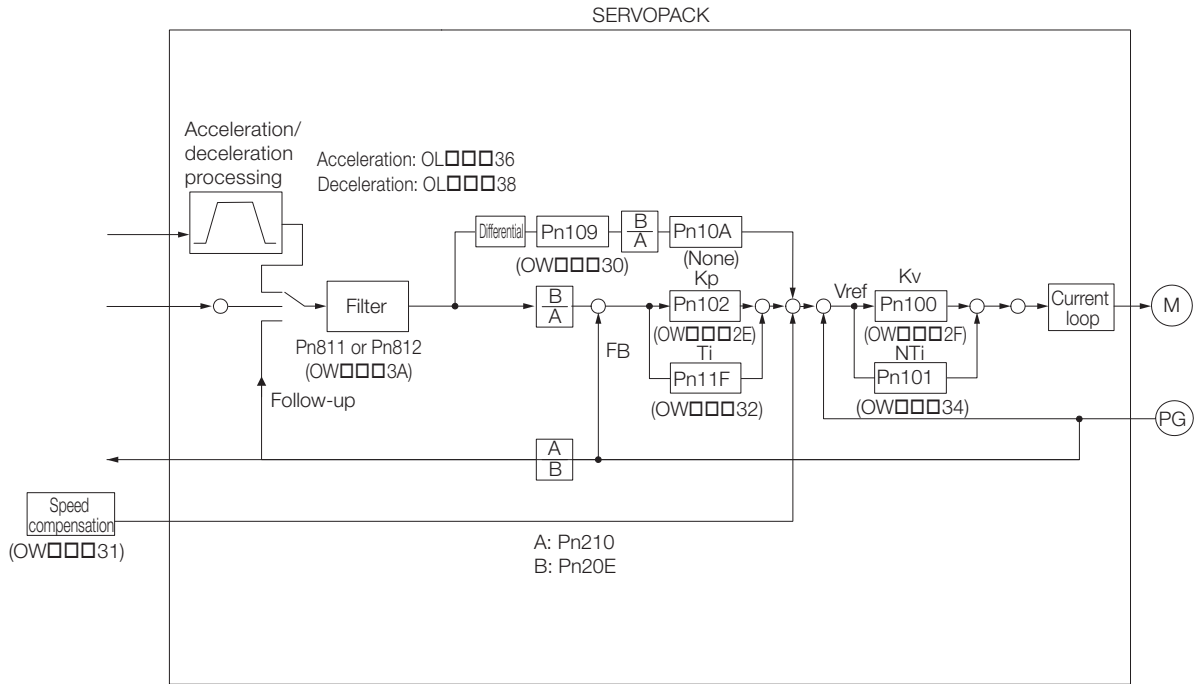 SERVOPACK
Acceleration/
deceleration
processing
Acceleration: OL□□□36
Deceleration: OL□□□38
Differential
Pn109
B
A
Pn10A
(OW□□□30)
(None)
Kp
Vref
Kv
Filter
B
A
Pn102
Pn100
Current
loop
M
Pn811 or Pn812
(OW□□□3A)
FB
(OW□□□2E)
Ti
(OW□□□2F)
NTi
Pn11F
Pn101
Follow-up
(OW□□□32)
(OW□□□34)
PG
A
B
Speed
compensation
(OW□□□31)
A: Pn210
B: Pn20E